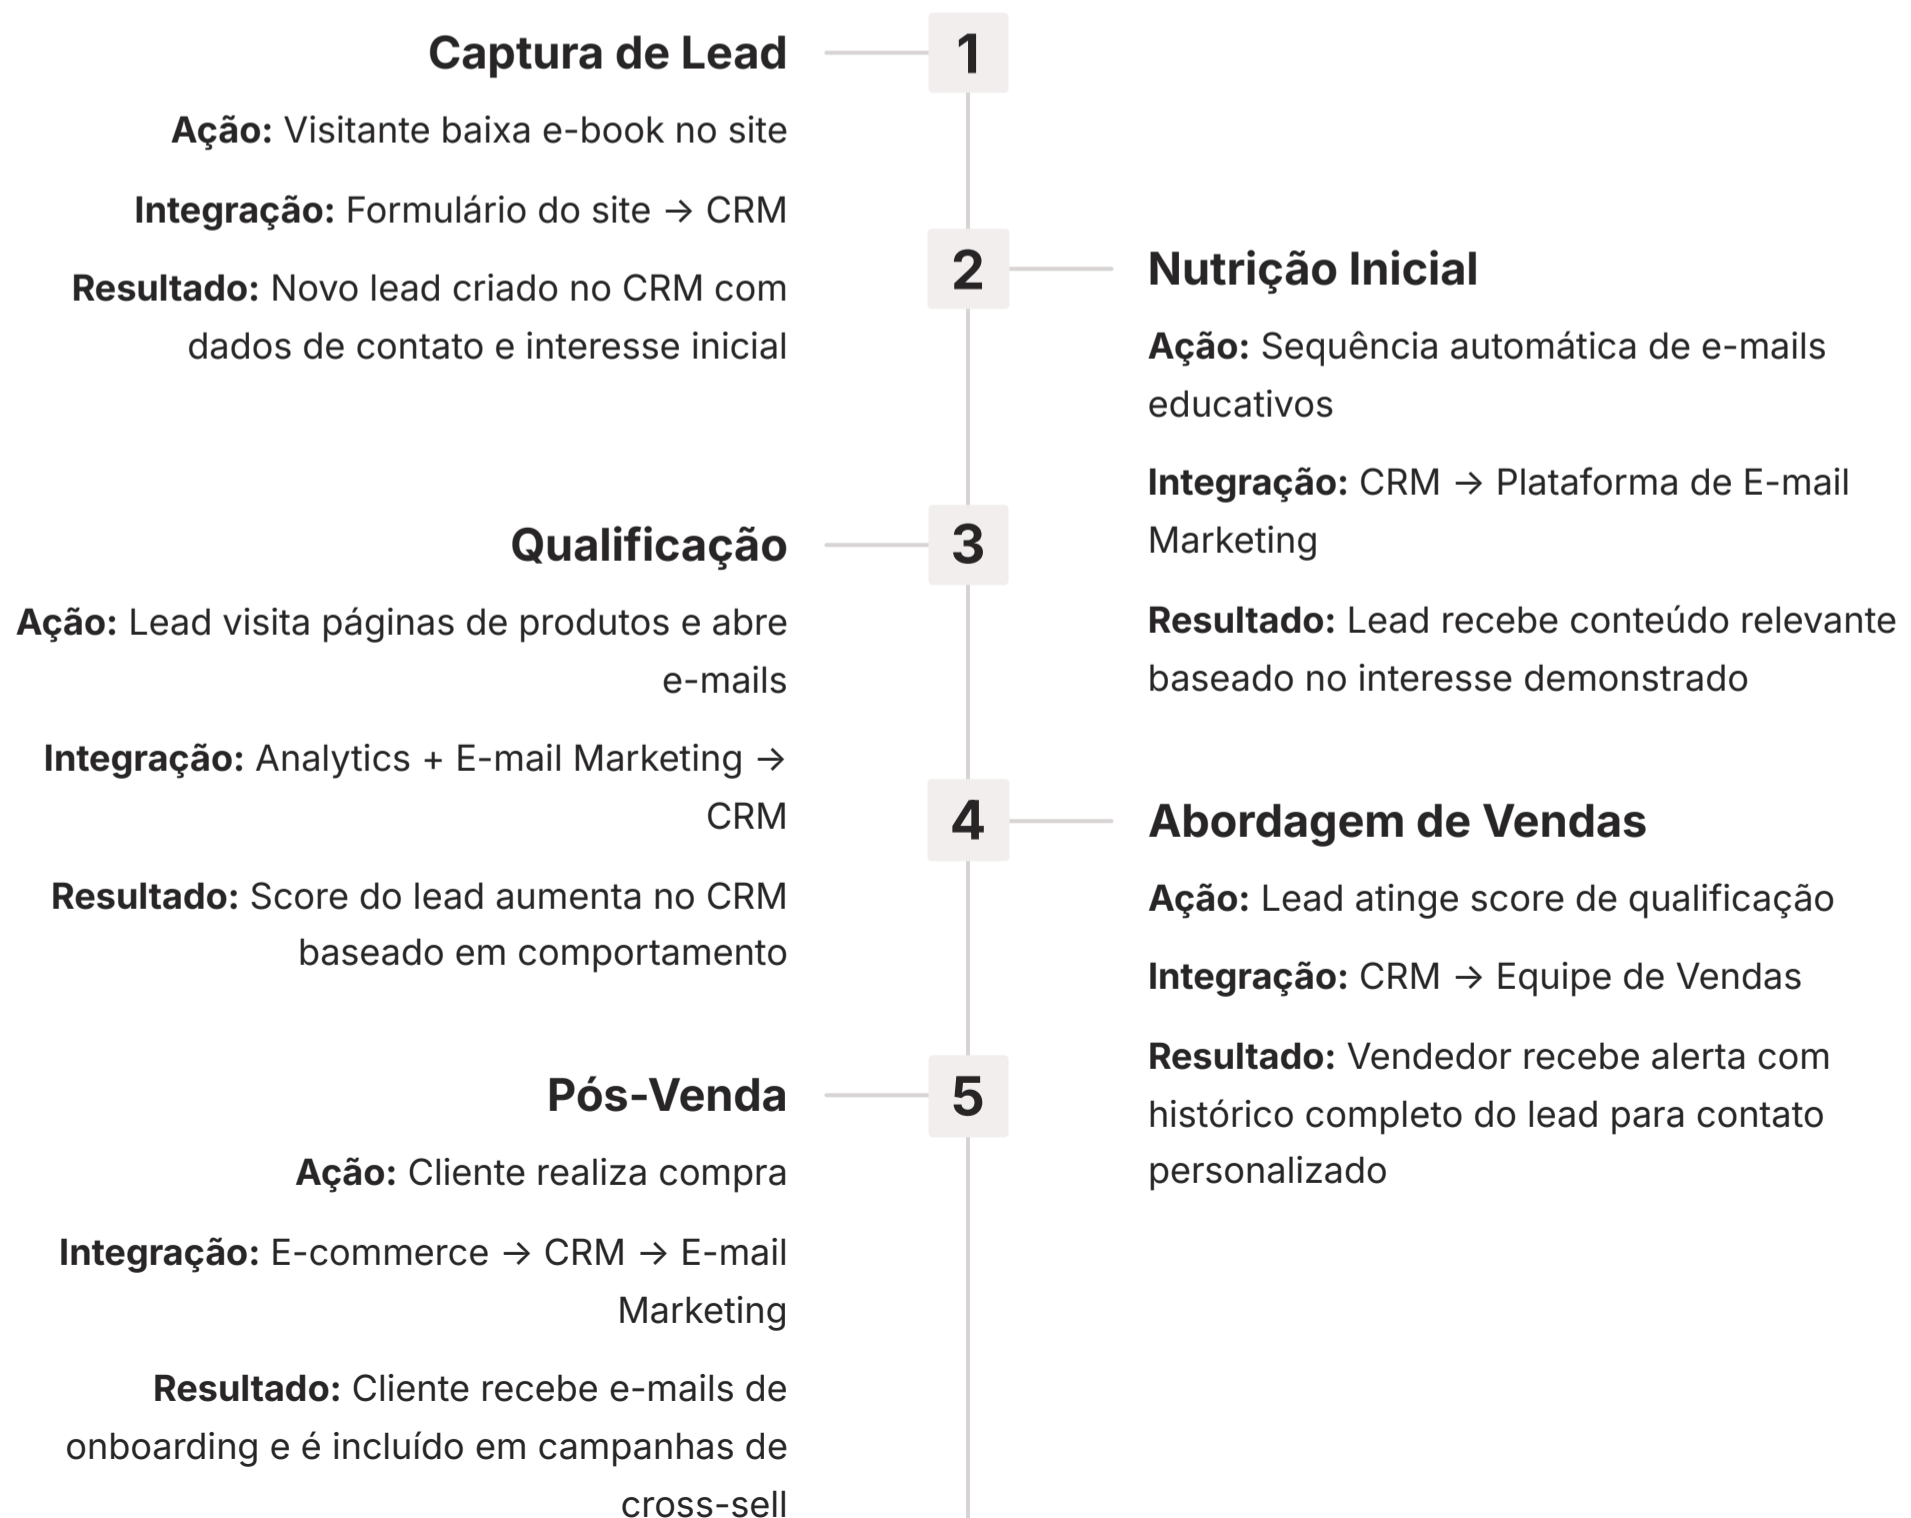 1
Captura de Lead
Ação: Visitante baixa e-book no site
Integração: Formulário do site → CRM
Resultado: Novo lead criado no CRM com
dados de contato e interesse inicial
2
Nutrição Inicial
Ação: Sequência automática de e-mails
educativos
Integração: CRM → Plataforma de E-mail
Marketing
Resultado: Lead recebe conteúdo relevante
baseado no interesse demonstrado
3
Qualificação
Ação: Lead visita páginas de produtos e abre
e-mails
Integração: Analytics + E-mail Marketing →
CRM
Resultado: Score do lead aumenta no CRM
baseado em comportamento
4
Abordagem de Vendas
Ação: Lead atinge score de qualificação
Integração: CRM → Equipe de Vendas
Resultado: Vendedor recebe alerta com
histórico completo do lead para contato
personalizado
5
Pós-Venda
Ação: Cliente realiza compra
Integração: E-commerce → CRM → E-mail
Marketing
Resultado: Cliente recebe e-mails de
onboarding e é incluído em campanhas de
cross-sell